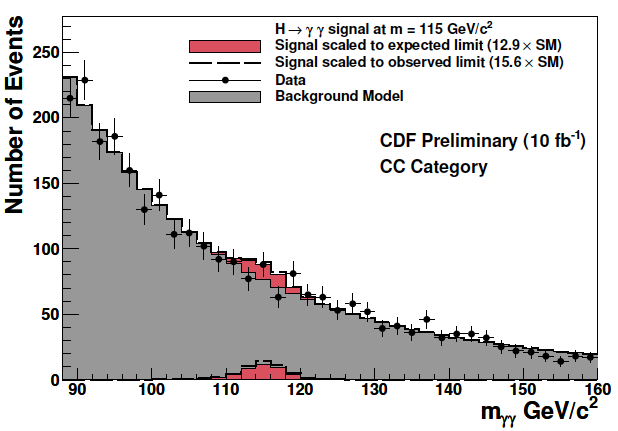 H → γ γ signal at m = 115 GeV/c²
Signal scaled to expected limit (12.9 × SM)
Signal scaled to observed limit (15.6 × SM)
Data
Background Model
CDF Preliminary (10 fb⁻¹)
CC Category
Number of Events
250
200
150
100
50
0
90 100 110 120 130 140 150 160
mγγ GeV/c²